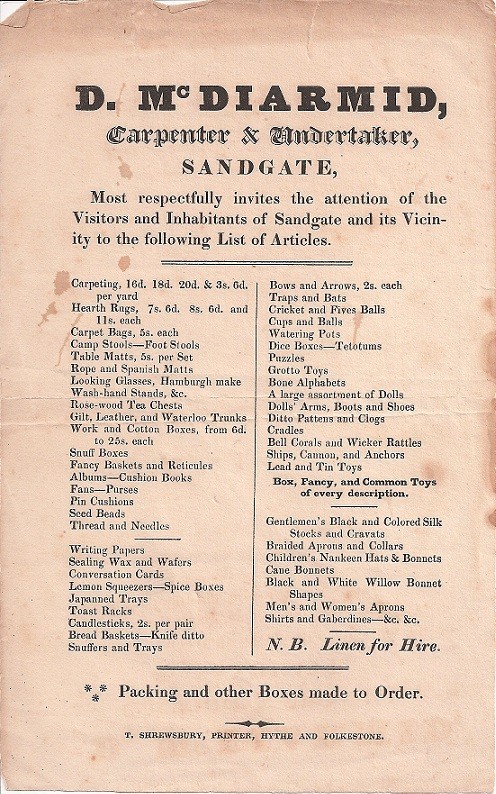 D. McDIARMID,
Carpenter & Undertaker,
SANDGATE,
Most respectfully invites the attention of the
Visitors and Inhabitants of Sandgate and its Vicin-
ity to the following List of Articles.
Carpeting, 16d. 18d. 20d. & 3s. 6d.
per yard
Hearth Rugs, 7s. 6d. 8s. 6d. and
11s. each
Carpet Bags, 5s. each
Camp Stools—Foot Stools
Table Matts, 5s. per Set
Rope and Spanish Matts
Looking Glasses, Hamburgh make
Wash-hand Stands, &c.
Rose-wood Tea Chests
Gilt, Leather, and Waterloo Trunks
Work and Cotton Boxes, from 6d.
to 25s. each
Snuff Boxes
Fancy Baskets and Reticules
Albums—Cushion Books
Fans—Purses
Pin Cushions
Seed Beads
Thread and Needles
Writing Papers
Sealing Wax and Wafers
Conversation Cards
Lemon Squeezers—Spice Boxes
Japanned Trays
Toast Racks
Candlesticks, 2s. per pair
Bread Baskets—Knife ditto
Snuffers and Trays
Bows and Arrows, 2s. each
Traps and Bats
Cricket and Fives Balls
Cups and Balls
Watering Pots
Dice Boxes—Tetotums
Puzzles
Grotto Toys
Bone Alphabets
A large assortment of Dolls
Dolls' Arms, Boots and Shoes
Ditto Pattens and Clogs
Cradles
Bell Corals and Wicker Rattles
Ships, Cannon, and Anchors
Lead and Tin Toys
Box, Fancy, and Common Toys
of every description.
Gentlemen's Black and Colored Silk
Stocks and Cravats
Braided Aprons and Collars
Children's Nankeen Hats & Bonnets
Cane Bonnets
Black and White Willow Bonnet
Shapes
Men's and Women's Aprons
Shirts and Gaberdines—&c. &c.
N. B. Linen for Hire.
*** Packing and other Boxes made to Order.
T. SHREWSBURY, PRINTER, HYTHE AND FOLKESTONE.